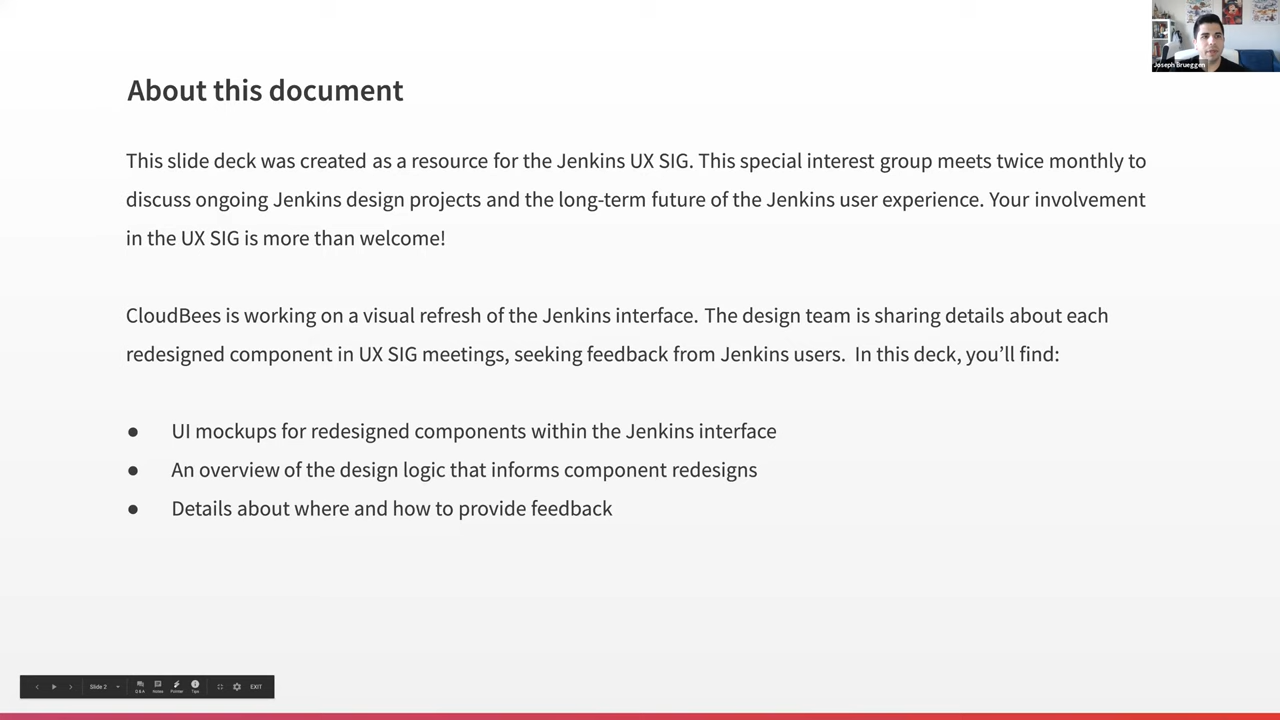 Joseph Brueggen
About this document
This slide deck was created as a resource for the Jenkins UX SIG. This special interest group meets twice monthly to
discuss ongoing Jenkins design projects and the long-term future of the Jenkins user experience. Your involvement
in the UX SIG is more than welcome!
CloudBees is working on a visual refresh of the Jenkins interface. The design team is sharing details about each
redesigned component in UX SIG meetings, seeking feedback from Jenkins users.  In this deck, you’ll find:
● UI mockups for redesigned components within the Jenkins interface
● An overview of the design logic that informs component redesigns
● Details about where and how to provide feedback
Slide 2 Q&A Notes Pointer Tips EXIT